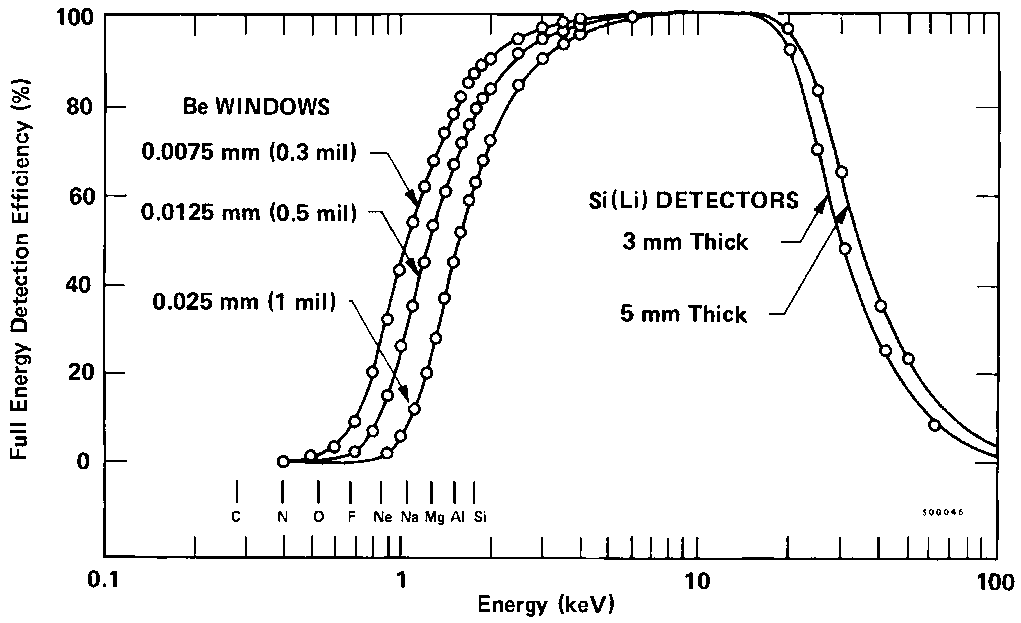 Full Energy Detection Efficiency (%)
100
80
60
40
20
0
Be WINDOWS
0.0075 mm (0.3 mil)
0.0125 mm (0.5 mil)
0.025 mm (1 mil)
Si(Li) DETECTORS
3 mm Thick
5 mm Thick
C N O F Ne Na Mg Al Si
500046
0.1 1 10 100
Energy (keV)